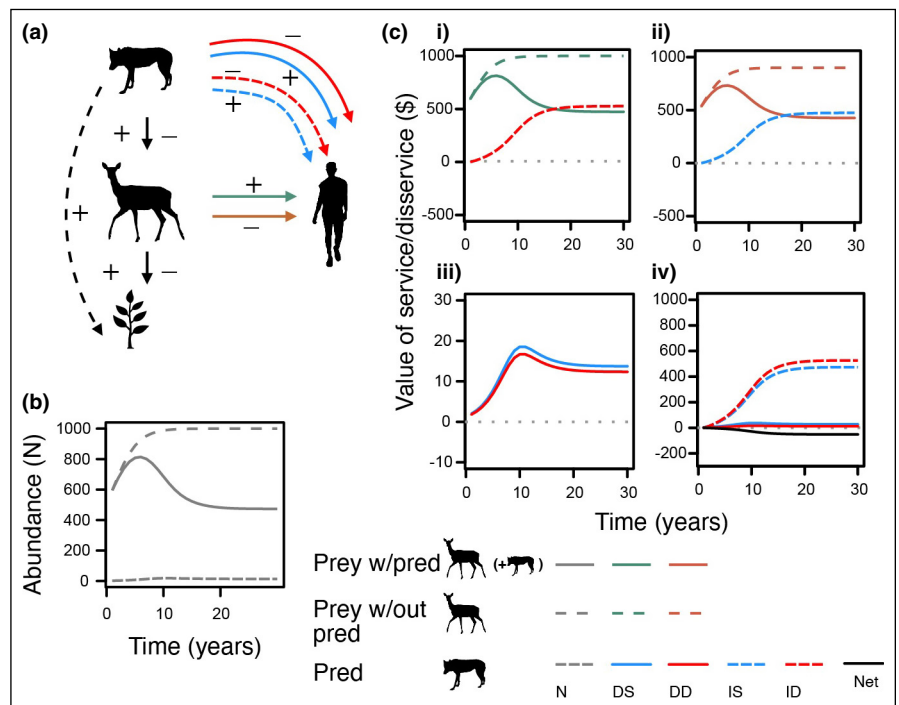 (a)
−
+
−
+
+ −
+
+
−
+ −
(b)
Abundance (N)
1000
800
600
400
200
0
0 10 20
Time (years)
(c) i)
Value of service/disservice ($)
1000
500
0
-500
0 10 20 30
ii)
1000
500
0
-500
0 10 20 30
iii)
30
20
10
0
-10
0 10 20 30
iv)
1000
800
600
400
200
0
-200
0 10 20 30
Time (years)
Prey w/pred (+ )
Prey w/out
pred
Pred
N DS DD IS ID Net